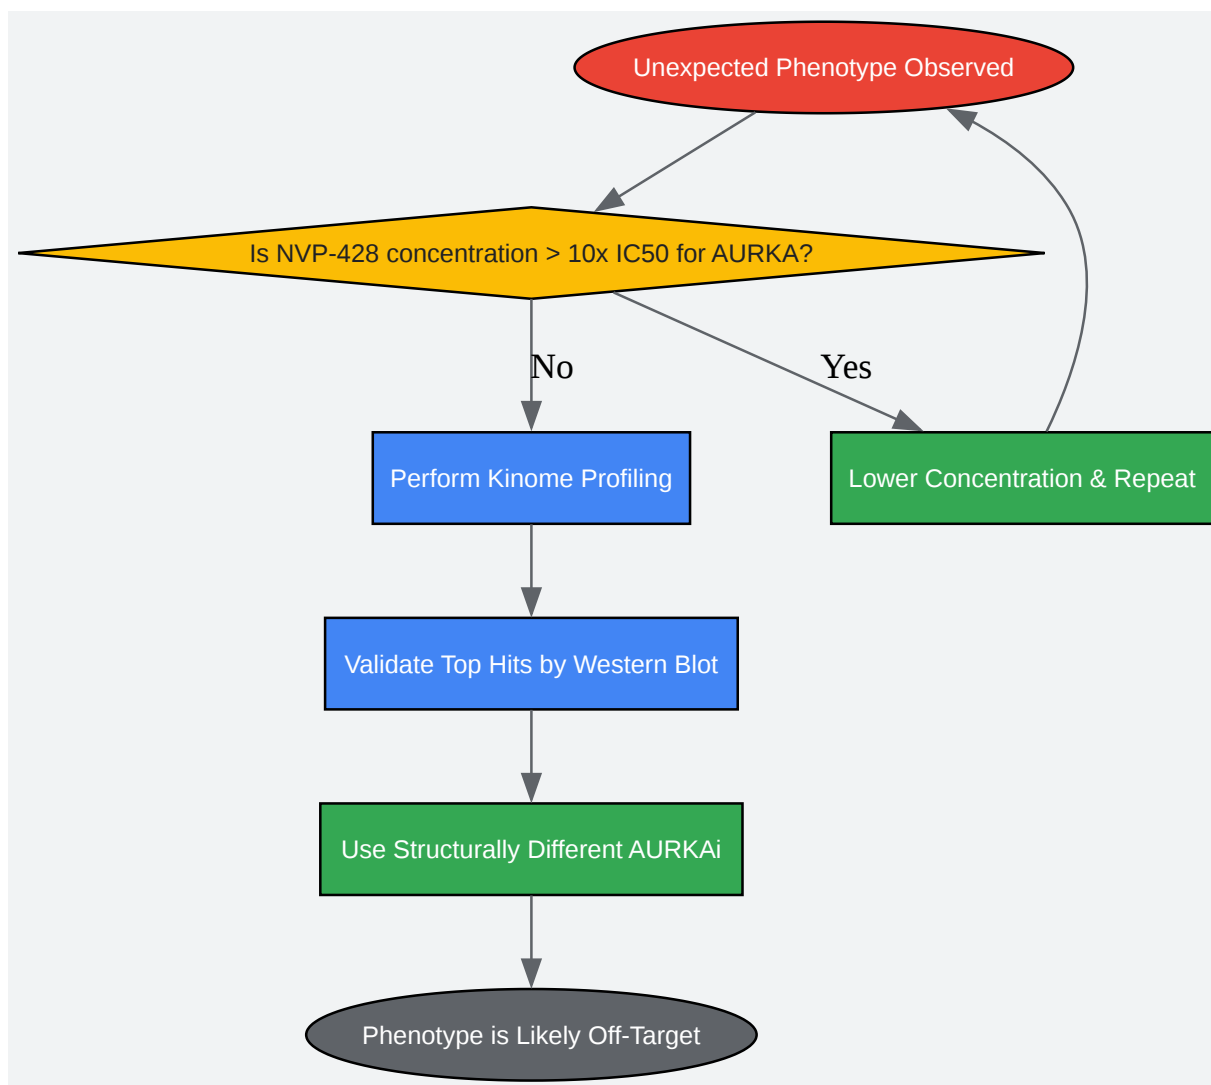 Unexpected Phenotype Observed
Is NVP-428 concentration > 10x IC50 for AURKA?
No
Yes
Perform Kinome Profiling
Lower Concentration & Repeat
Validate Top Hits by Western Blot
Use Structurally Different AURKAi
Phenotype is Likely Off-Target